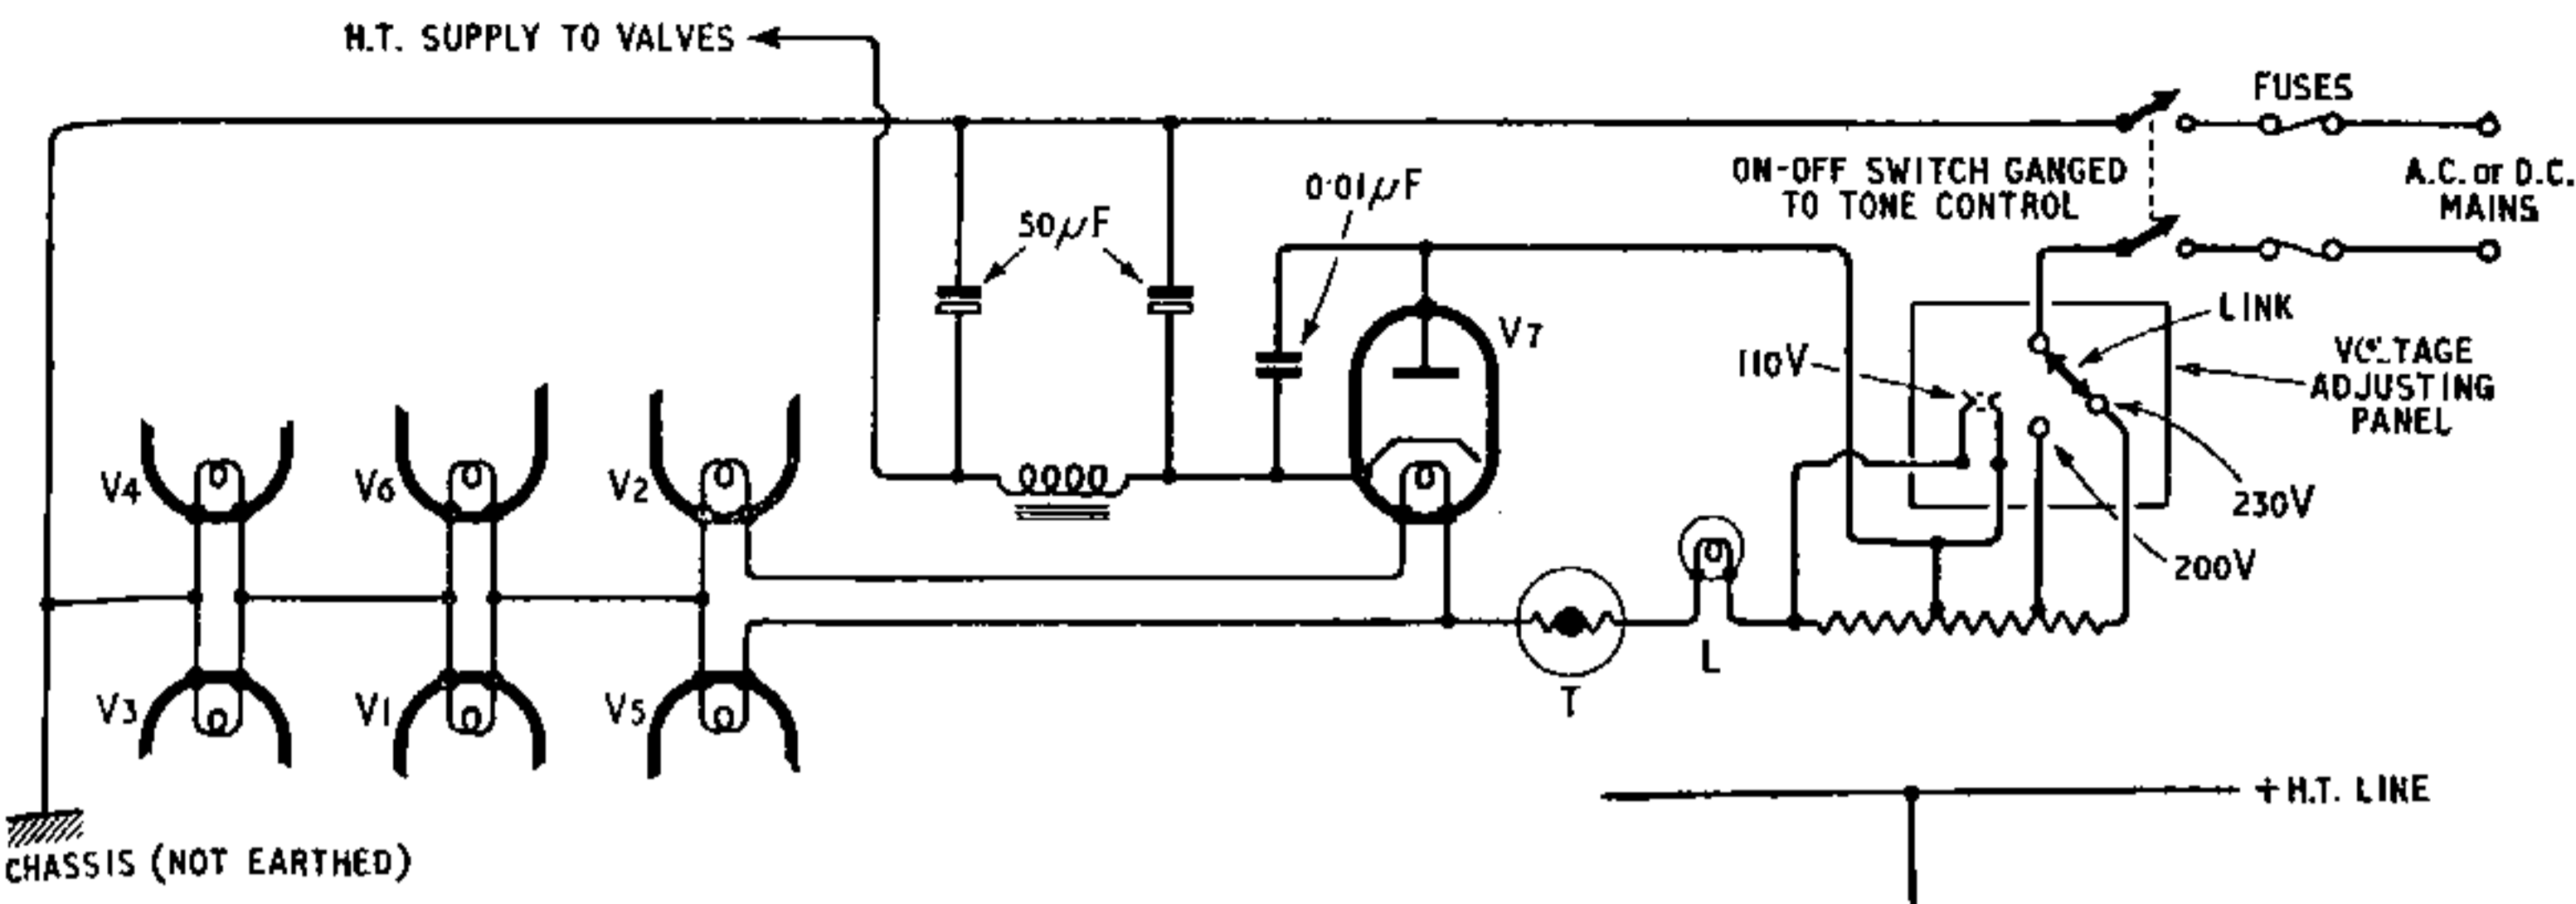 H.T. SUPPLY TO VALVES
FUSES
ON-OFF SWITCH GANGED
TO TONE CONTROL
A.C. or D.C.
MAINS
0·01μF
50μF
V7
LINK
110V
VOLTAGE
ADJUSTING
PANEL
V4
V6
V2
230V
200V
V3
V1
V5
L
T
+ H.T. LINE
CHASSIS (NOT EARTHED)